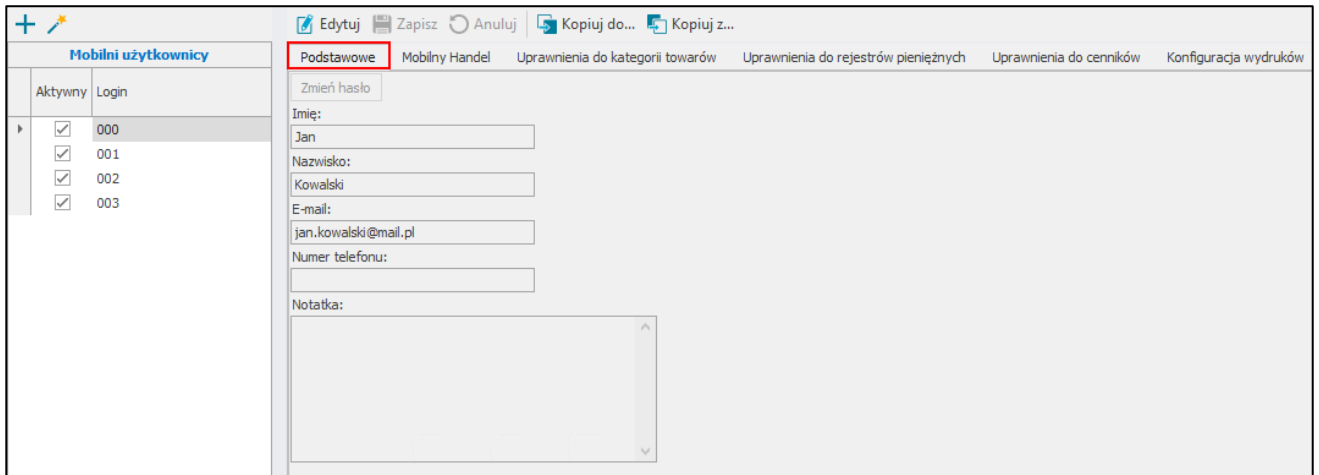 Edytuj Zapisz Anuluj Kopiuj do... Kopiuj z...
Mobilni użytkownicy
Aktywny Login
000
001
002
003
Podstawowe Mobilny Handel Uprawnienia do kategorii towarów Uprawnienia do rejestrów pieniężnych Uprawnienia do cenników Konfiguracja wydruków
Zmień hasło
Imię:
Jan
Nazwisko:
Kowalski
E-mail:
jan.kowalski@mail.pl
Numer telefonu:
Notatka: